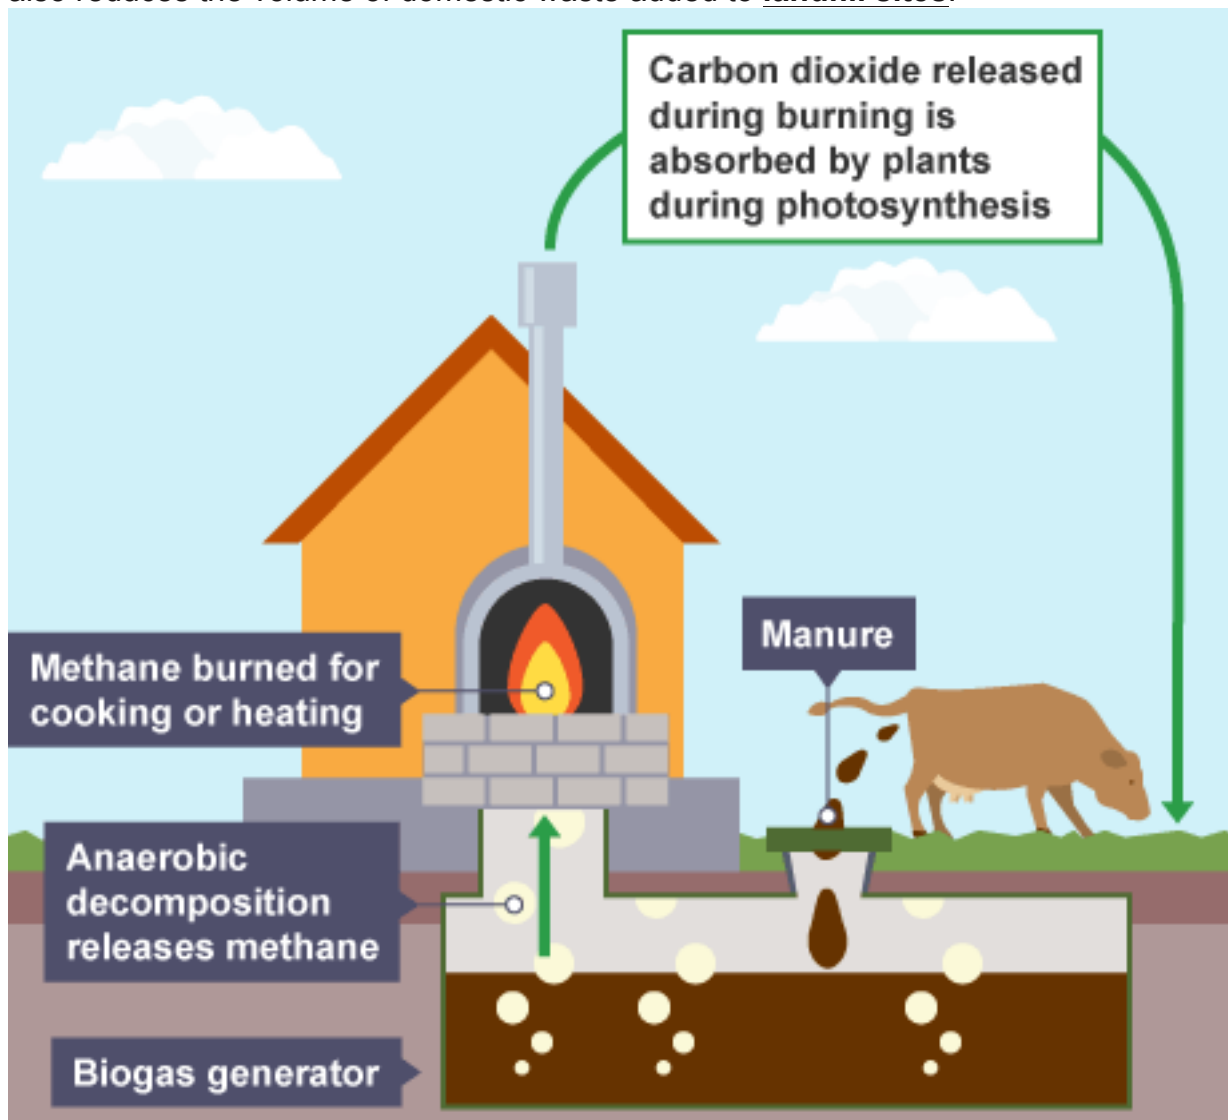 Carbon dioxide released
during burning is
absorbed by plants
during photosynthesis
Manure
Methane burned for
cooking or heating
Anaerobic
decomposition
releases methane
Biogas generator